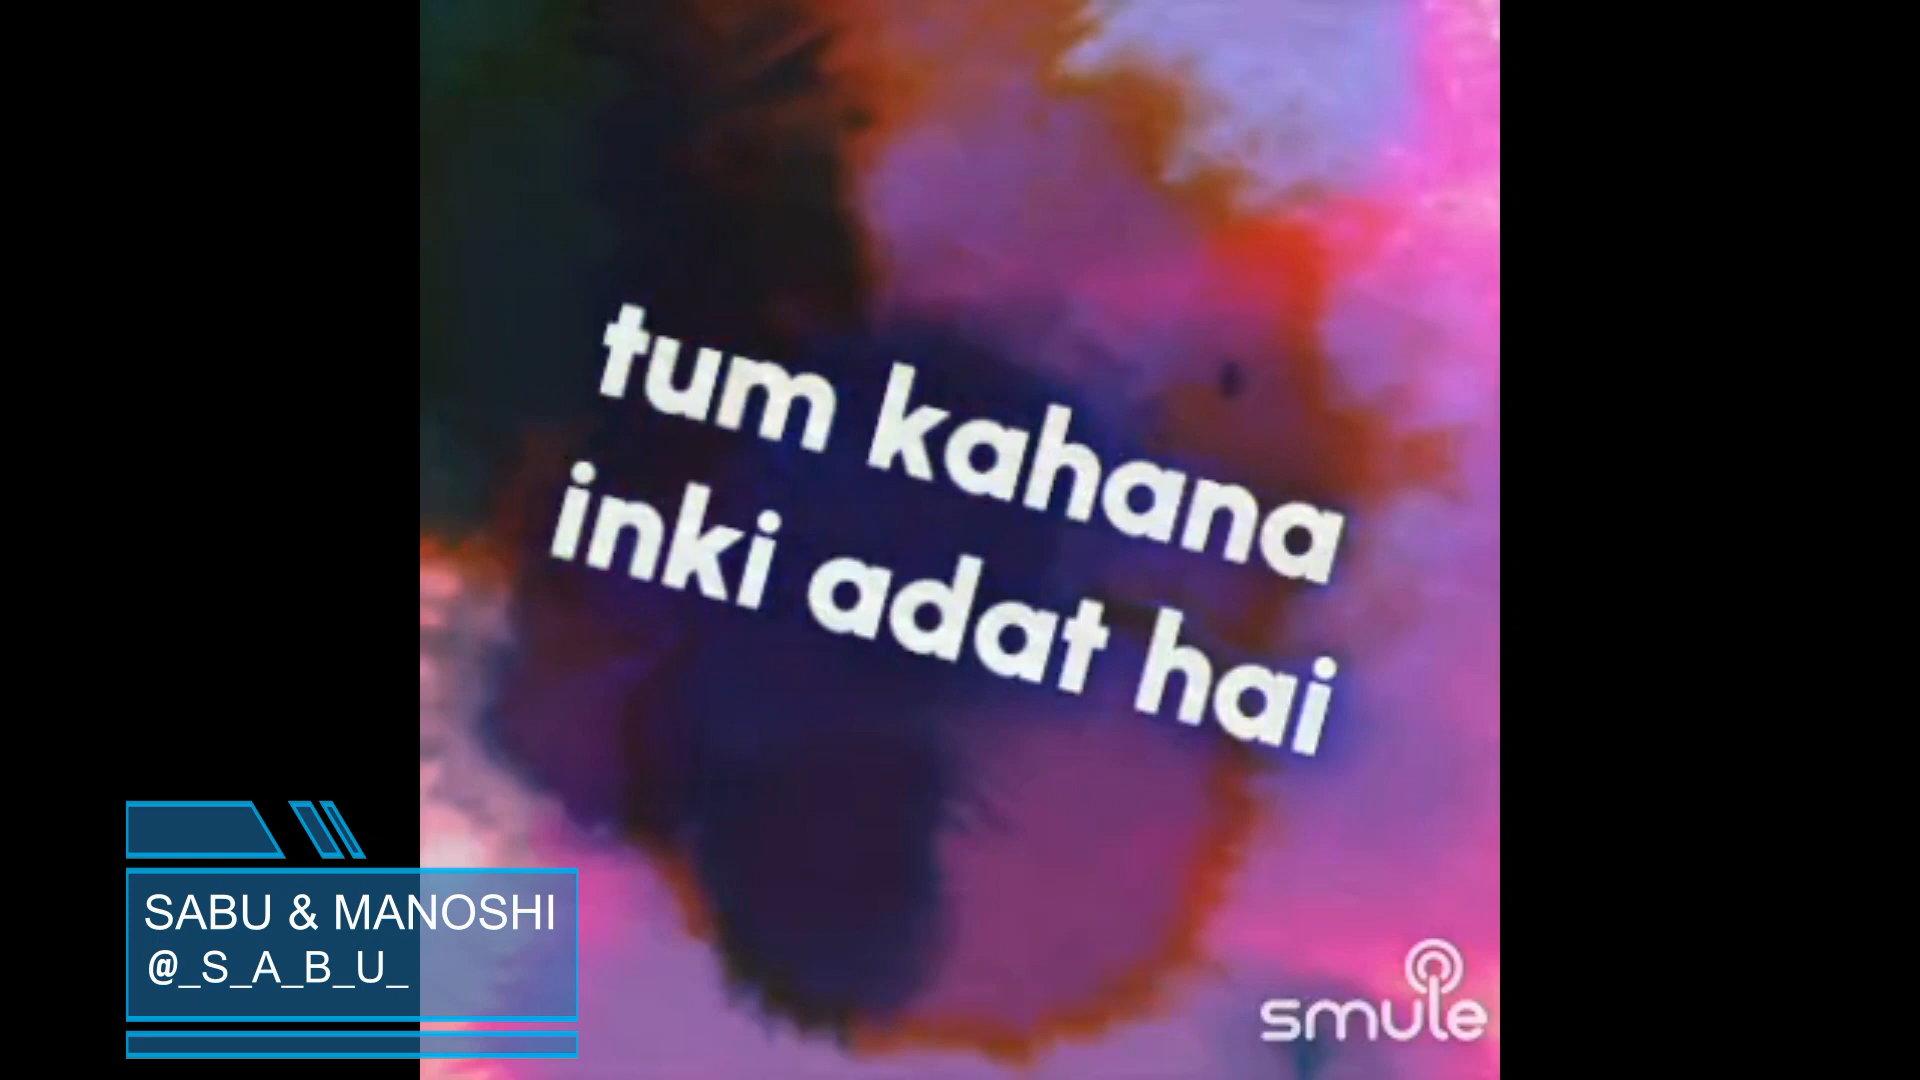 tum kahana
inki adat hai
SABU & MANOSHI
@_S_A_B_U_
smule